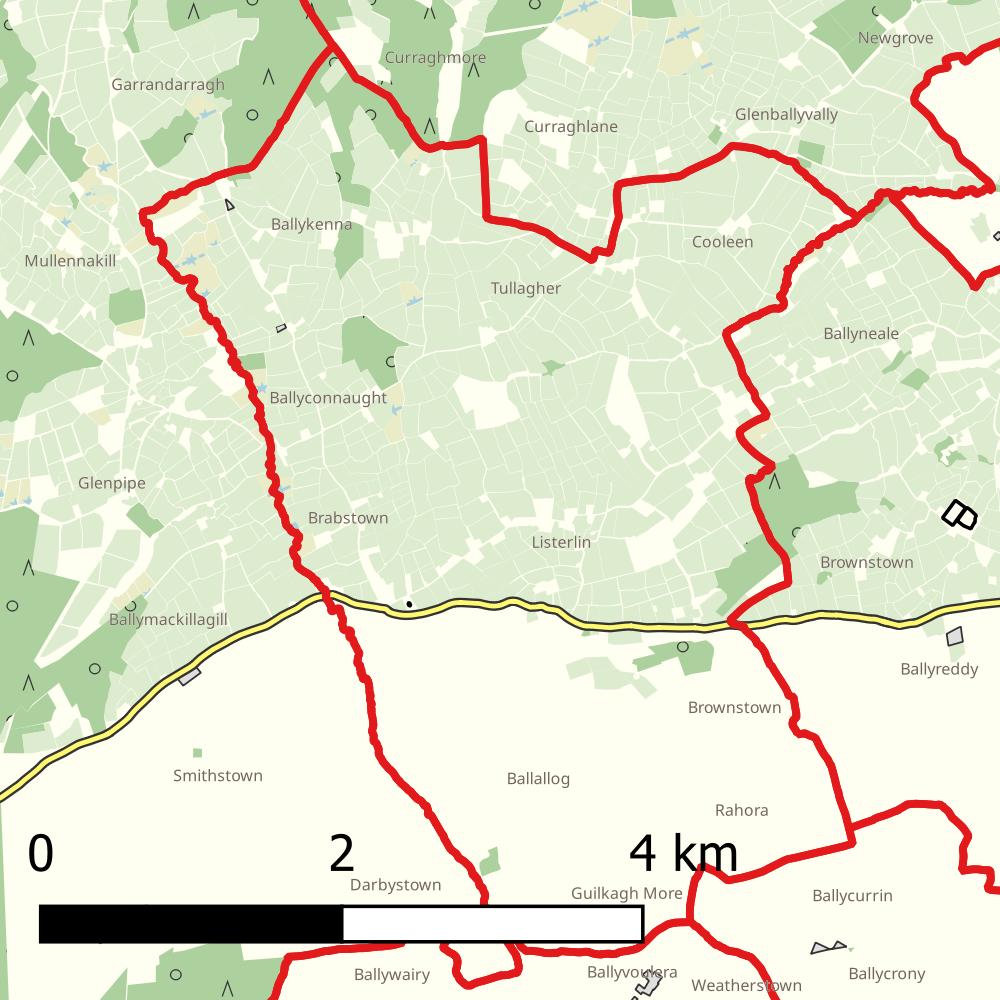 Newgrove
Curraghmore
Garrandarragh
Glenballyvally
Curraghlane
Ballykenna
Cooleen
Mullennakill
Tullagher
Ballyneale
Ballyconnaught
Glenpipe
Brabstown
Listerlin
Brownstown
Ballymackillagill
Ballyreddy
Brownstown
Smithstown
Ballallog
Rahora
0 2 4 km
Darbystown
Guilkagh More
Ballycurrin
Ballywairy
Ballyvoulera
Ballycrony
Weatherstown